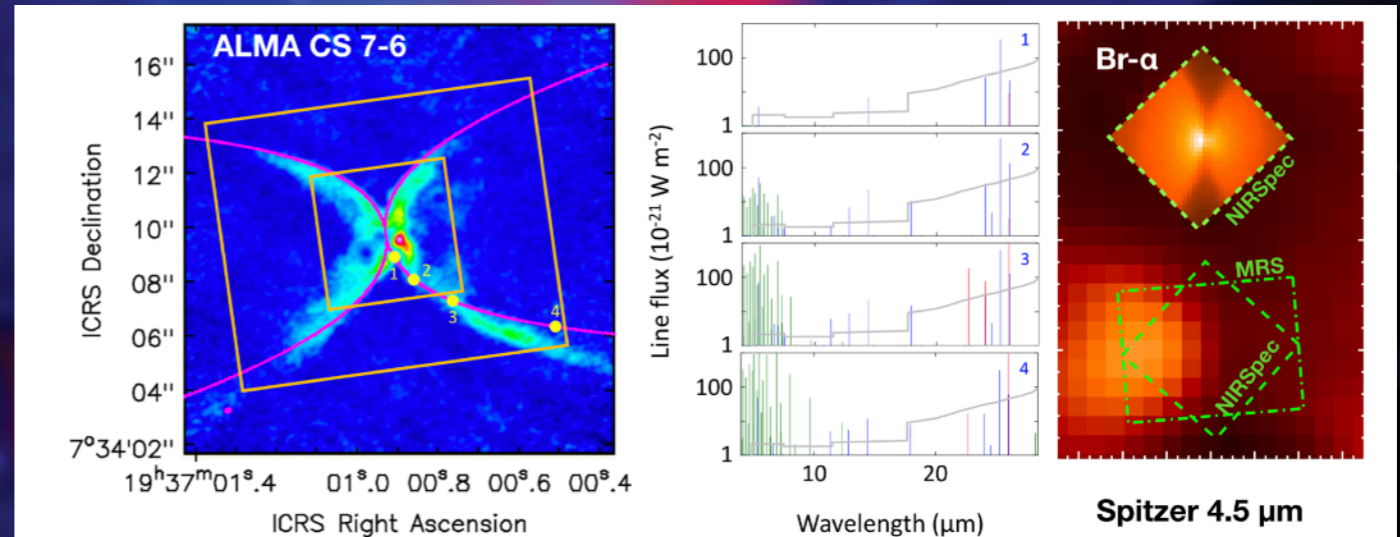 ALMA CS 7-6
16"
14"
12"
10"
08"
06"
04"
7°34'02"
ICRS Declination
1
2
3
4
19ʰ37ᵐ01ˢ.4
01ˢ.0
00ˢ.8
00ˢ.6
00ˢ.4
ICRS Right Ascension
Line flux (10⁻²¹ W m⁻²)
100
1
1
100
1
2
100
1
3
100
1
4
10
20
Wavelength (µm)
Br-α
NIRSpec
MRS
NIRSpec
Spitzer 4.5 µm